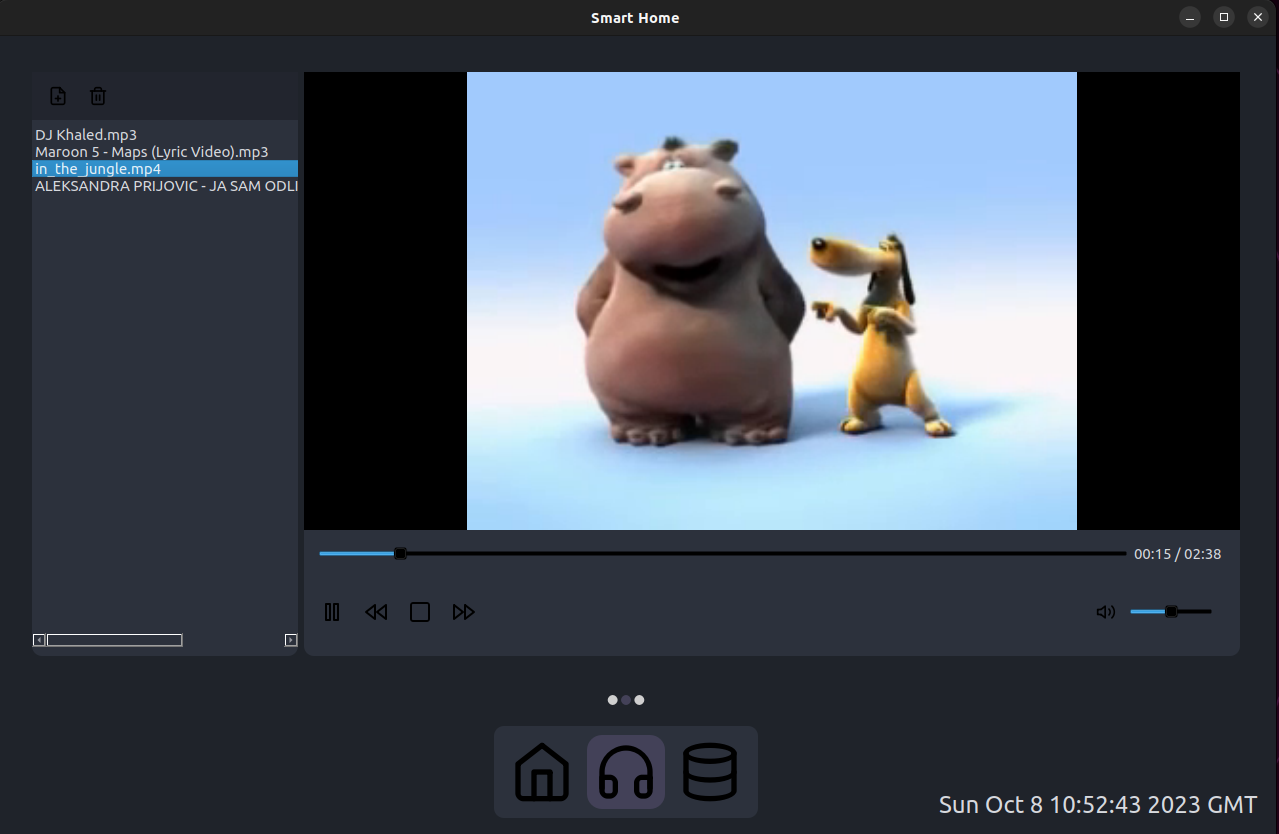 Smart Home
DJ Khaled.mp3
Maroon 5 - Maps (Lyric Video).mp3
in_the_jungle.mp4
ALEKSANDRA PRIJOVIC - JA SAM ODLI
00:15 / 02:38
Sun Oct 8 10:52:43 2023 GMT